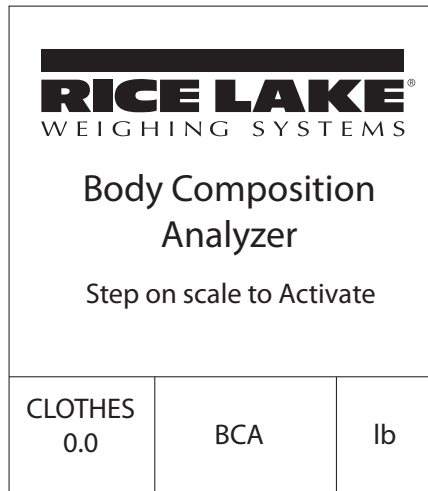 RICE LAKE®
WEIGHING SYSTEMS
Body Composition
Analyzer
Step on scale to Activate
CLOTHES
0.0
BCA
lb